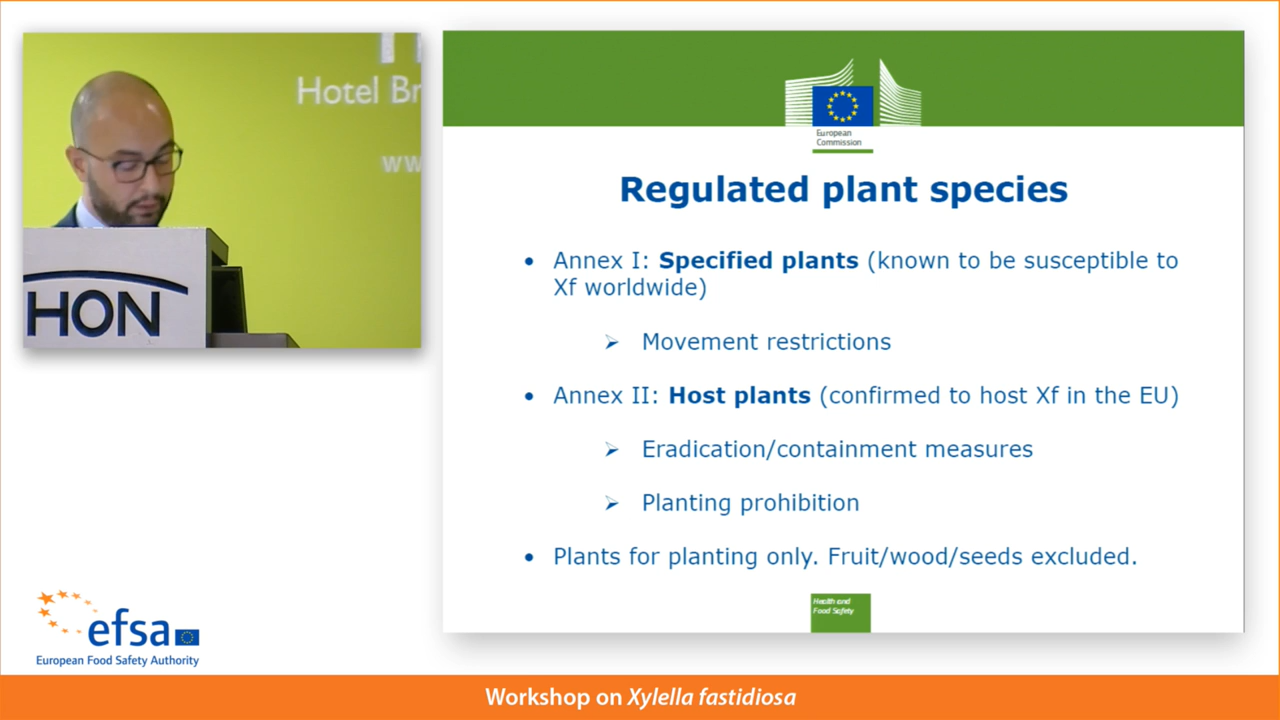 Hotel
HON
European
Commission
Regulated plant species
• Annex I: Specified plants (known to be susceptible to
Xf worldwide)
➢ Movement restrictions
• Annex II: Host plants (confirmed to host Xf in the EU)
➢ Eradication/containment measures
➢ Planting prohibition
• Plants for planting only. Fruit/wood/seeds excluded.
Health and
Food Safety
efsa
European Food Safety Authority
Workshop on Xylella fastidiosa